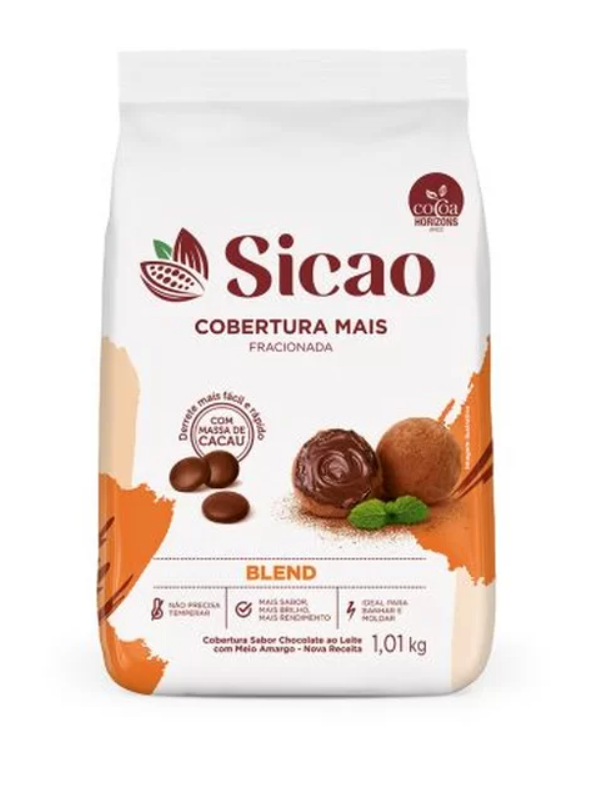 cocoa
HORIZONS
Sicao
COBERTURA MAIS
FRACIONADA
Derrete mais fácil e rápido
COM
MASSA DE
CACAU
BLEND
NÃO PRECISA
TEMPERAR
MAIS SABOR,
MAIS BRILHO,
MAIS RENDIMENTO
IDEAL PARA
BANHAR E
MOLDAR
Cobertura Sabor Chocolate ao Leite
com Meio Amargo - Nova Receita
1,01 kg